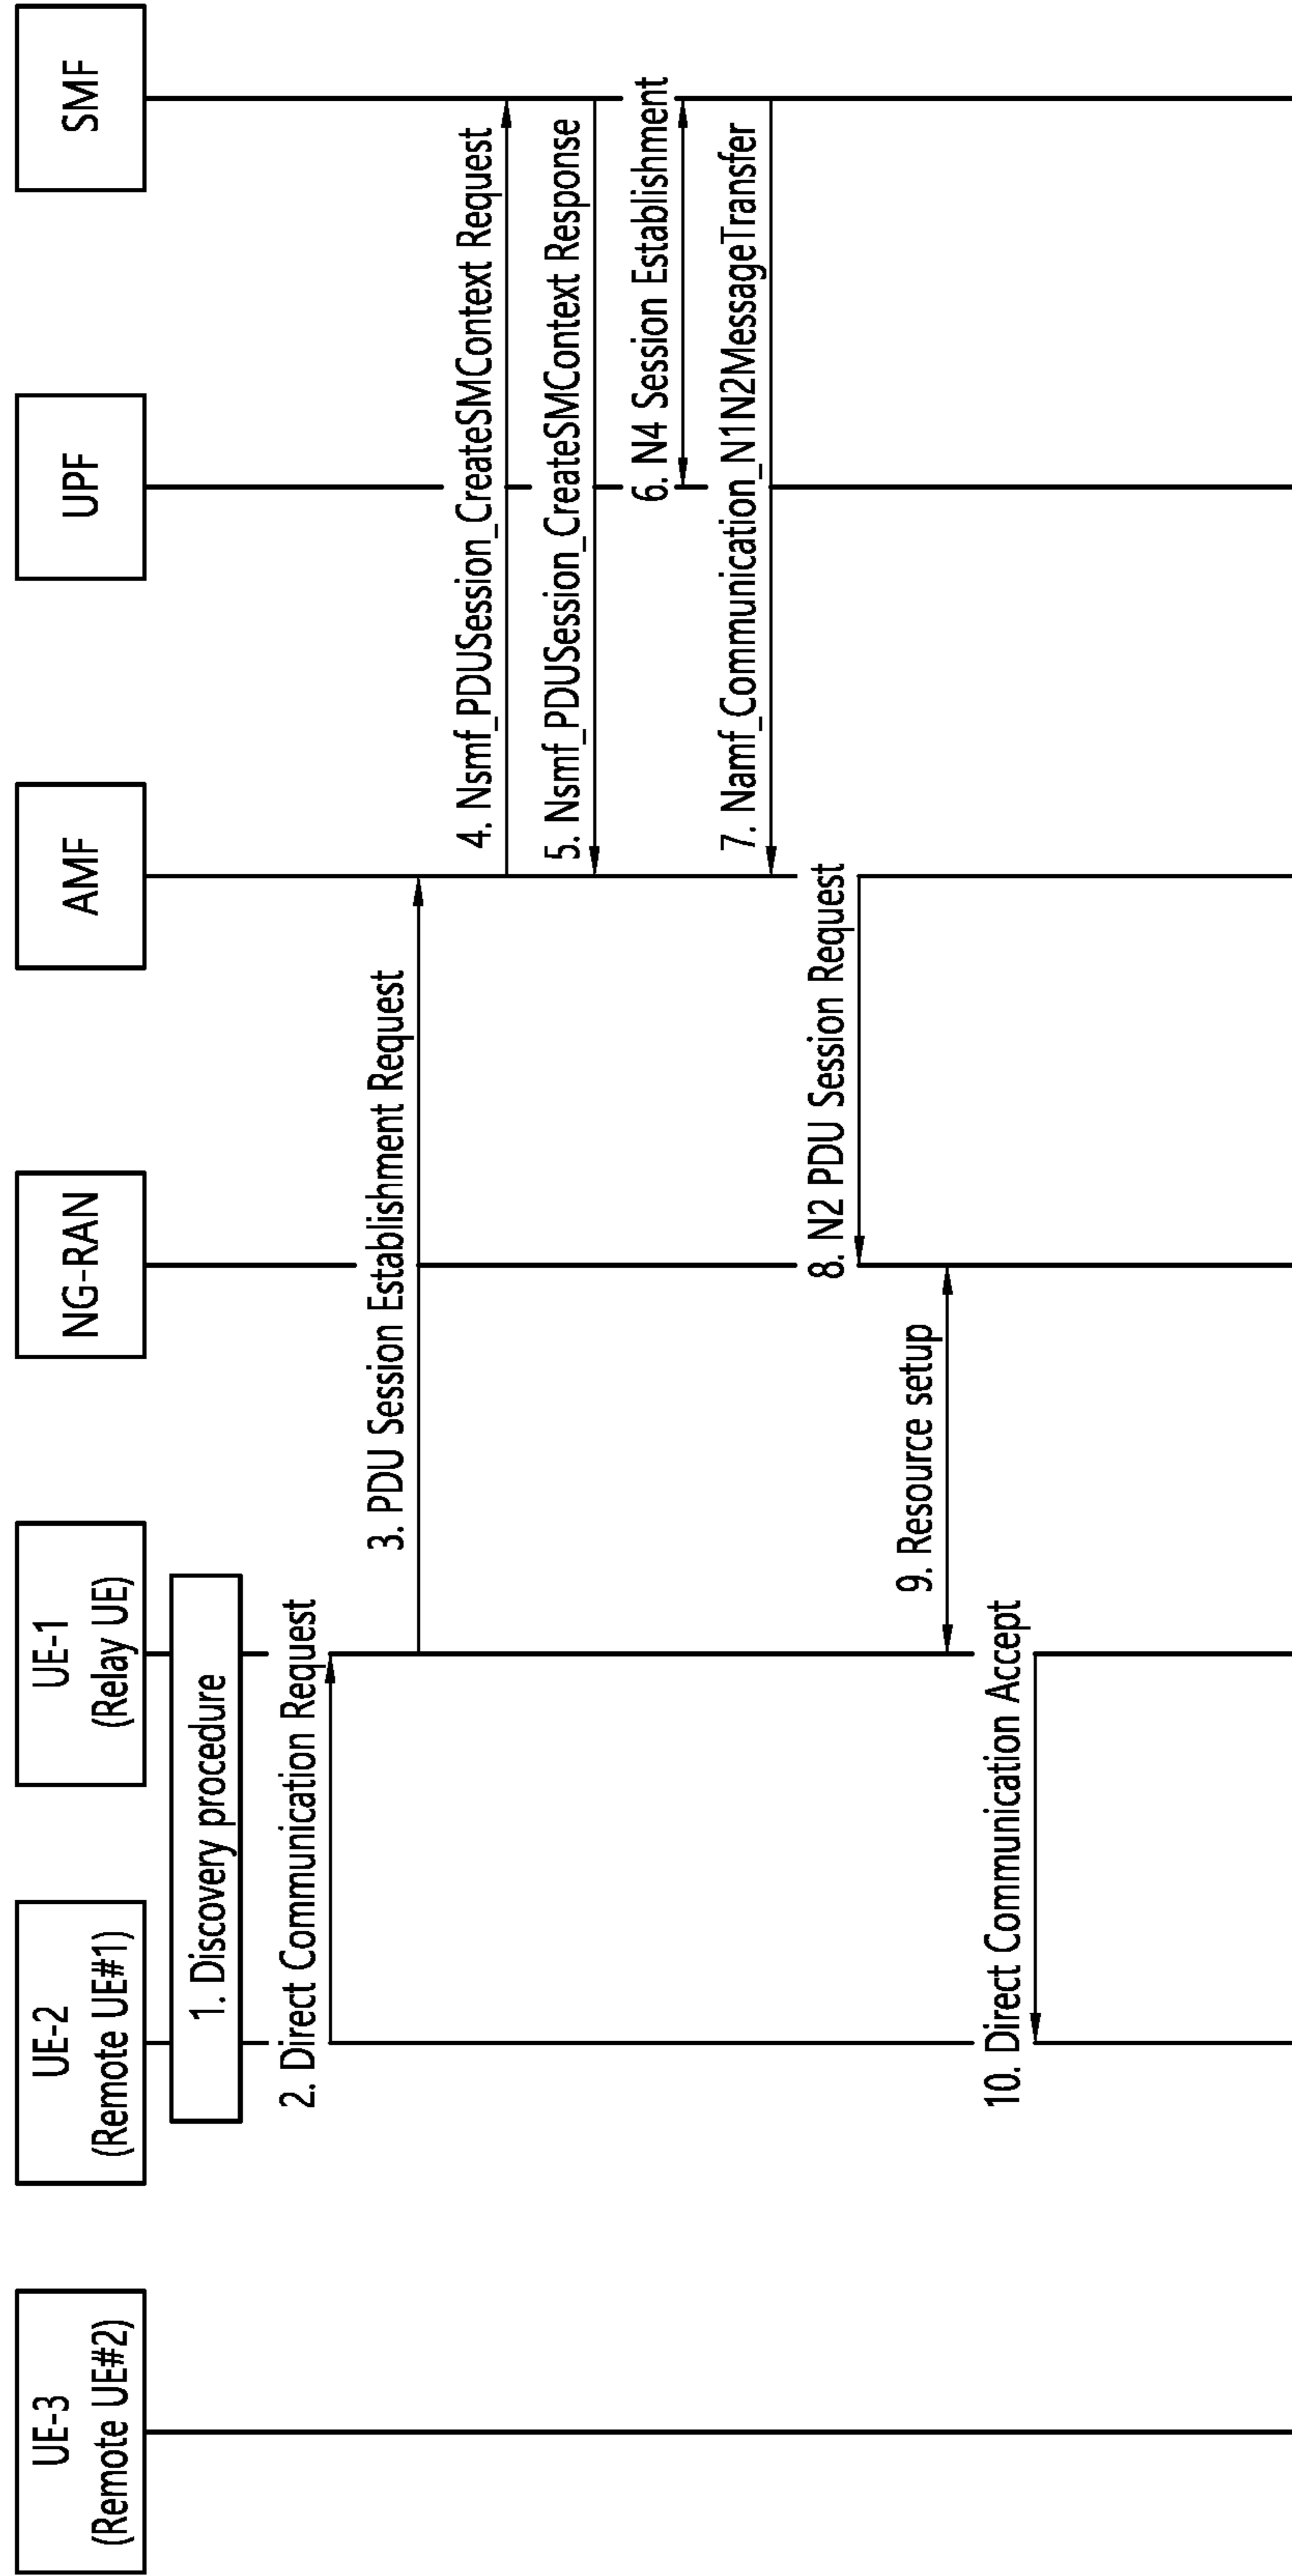 UE-3
(Remote UE#2)
UE-2
(Remote UE#1)
UE-1
(Relay UE)
NG-RAN
AMF
UPF
SMF
1. Discovery procedure
2. Direct Communication Request
3. PDU Session Establishment Request
4. Nsmf_PDUSession_CreateSMContext Request
5. Nsmf_PDUSession_CreateSMContext Response
6. N4 Session Establishment
7. Namf_Communication_N1N2MessageTransfer
8. N2 PDU Session Request
9. Resource setup
10. Direct Communication Accept